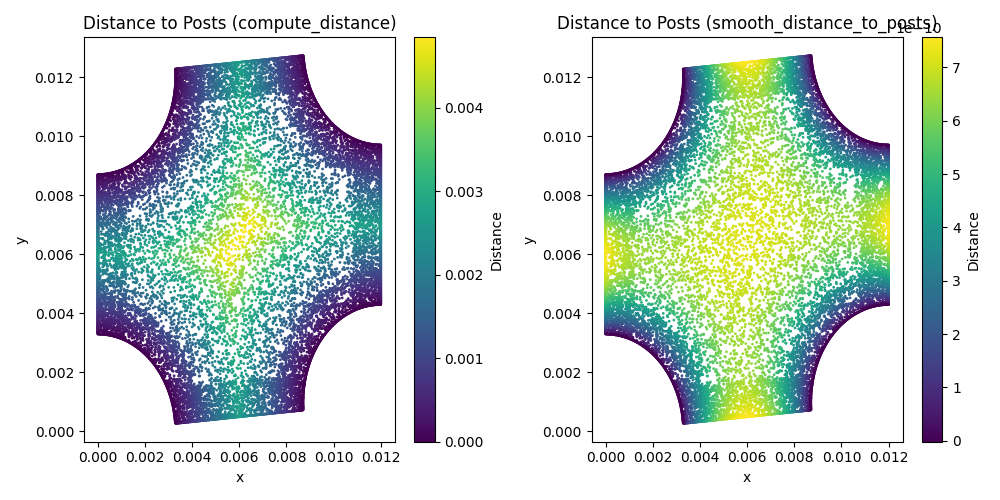 Distance to Posts (compute_distance)
0.012
0.010
0.008
0.006
0.004
0.002
0.000
y
0.000 0.002 0.004 0.006 0.008 0.010 0.012
x
0.004
0.003
0.002
0.001
0.000
Distance
Distance to Posts (smooth_distance_to_posts)
1e−10
0.012
0.010
0.008
0.006
0.004
0.002
0.000
y
0.000 0.002 0.004 0.006 0.008 0.010 0.012
x
7
6
5
4
3
2
1
0
Distance